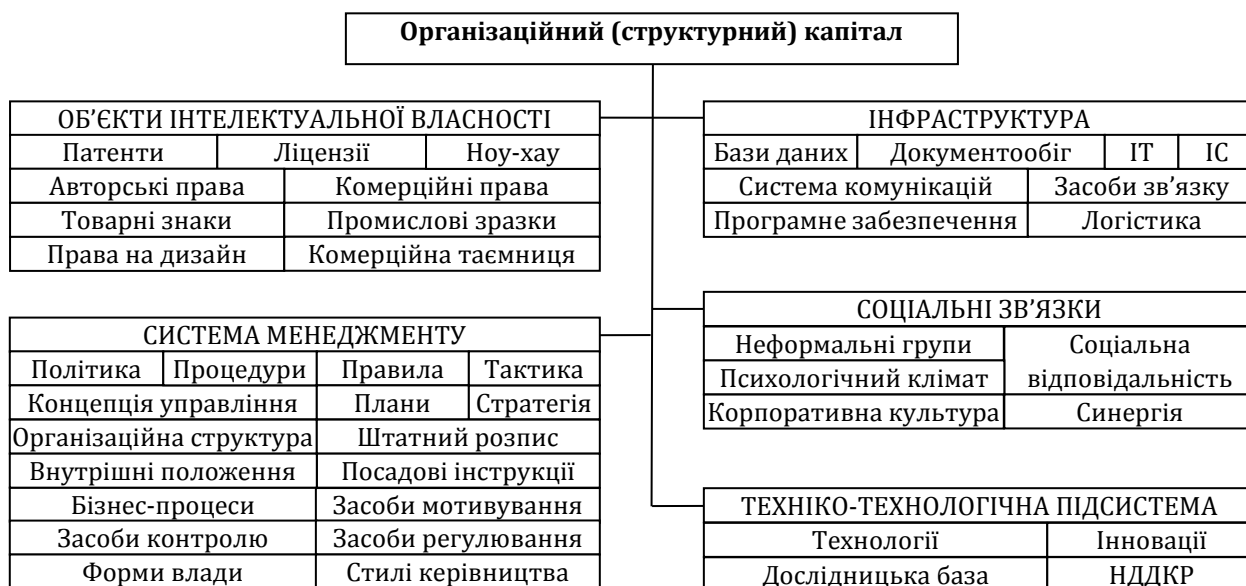 Організаційний (структурний) капітал
ОБ’ЄКТИ ІНТЕЛЕКТУАЛЬНОЇ ВЛАСНОСТІ
Патенти Ліцензії Ноу-хау
Авторські права Комерційні права
Товарні знаки Промислові зразки
Права на дизайн Комерційна таємниця
ІНФРАСТРУКТУРА
Бази даних Документообіг ІТ ІС
Система комунікацій Засоби зв’язку
Програмне забезпечення Логістика
СИСТЕМА МЕНЕДЖМЕНТУ
Політика Процедури Правила Тактика
Концепція управління Плани Стратегія
Організаційна структура Штатний розпис
Внутрішні положення Посадові інструкції
Бізнес-процеси Засоби мотивування
Засоби контролю Засоби регулювання
Форми влади Стилі керівництва
СОЦІАЛЬНІ ЗВ’ЯЗКИ
Неформальні групи Соціальна
Психологічний клімат відповідальність
Корпоративна культура Синергія
ТЕХНІКО-ТЕХНОЛОГІЧНА ПІДСИСТЕМА
Технології Інновації
Дослідницька база НДДКР